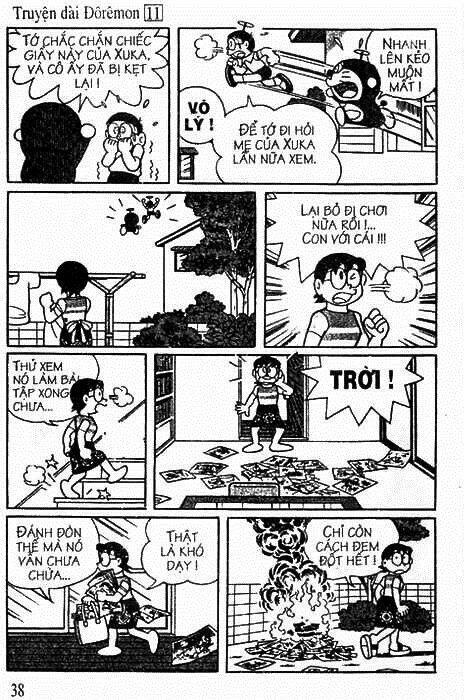 Truyện dài Đôrêmon 11
TỚ CHẮC CHẮN CHIẾC
GIÀY NÀY CỦA XUKA,
VÀ CÔ ẤY ĐÃ BỊ KẸT
LẠI !
NHANH
LÊN KẺO
MUỘN
MẤT !
VÔ
LÝ !
ĐỂ TỚ ĐI HỎI
MẸ CỦA XUKA
LẦN NỮA XEM.
LẠI BỎ ĐI CHƠI
NỮA RỒI !...
CON VỚI CÁI !!!
THỬ XEM
NÓ LÀM BÀI
TẬP XONG
CHƯA...
TRỜI !
ĐÁNH ĐÒN
THẾ MÀ NÓ
VẪN CHƯA
CHỪA...
THẬT
LÀ KHÓ
DẠY !
CHỈ CÒN
CÁCH ĐEM
ĐỐT HẾT !
38